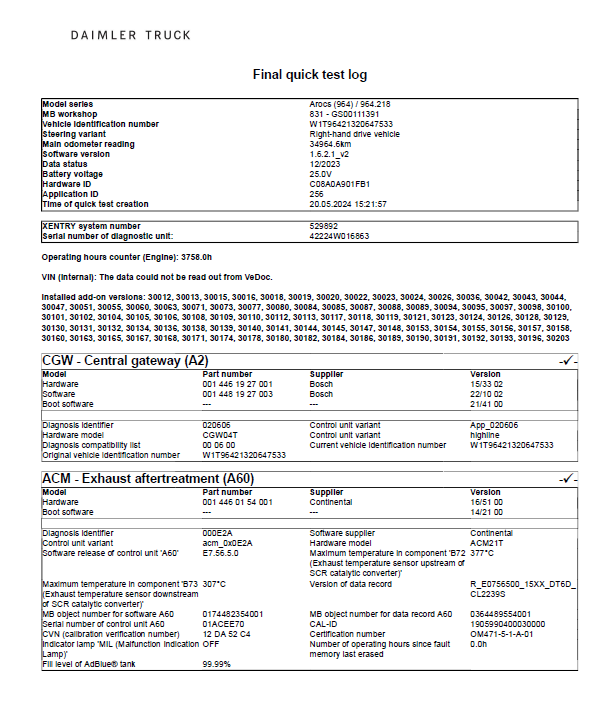 DAIMLER TRUCK
Final quick test log
Model series Arocs (964) / 964.218
MB workshop 831 - GS00111391
Vehicle identification number W1T96421320647533
Steering variant Right-hand drive vehicle
Main odometer reading 34964.6km
Software version 1.6.2.1_v2
Data status 12/2023
Battery voltage 25.0V
Hardware ID C08A0A901FB1
Application ID 256
Time of quick test creation 20.05.2024 15:21:57
XENTRY system number 529892
Serial number of diagnostic unit: 42224W016863
Operating hours counter (Engine): 3758.0h
VIN (internal): The data could not be read out from VeDoc.
Installed add-on versions: 30012, 30013, 30015, 30016, 30018, 30019, 30020, 30022, 30023, 30024, 30026, 30036, 30042, 30043, 30044,
30047, 30051, 30055, 30060, 30063, 30071, 30073, 30077, 30080, 30084, 30085, 30087, 30088, 30089, 30094, 30095, 30097, 30098, 30100,
30101, 30102, 30104, 30105, 30106, 30108, 30109, 30110, 30112, 30113, 30117, 30118, 30119, 30121, 30123, 30124, 30126, 30128, 30129,
30130, 30131, 30132, 30134, 30136, 30138, 30139, 30140, 30141, 30144, 30145, 30147, 30148, 30153, 30154, 30155, 30156, 30157, 30158,
30160, 30163, 30165, 30167, 30168, 30171, 30174, 30178, 30180, 30182, 30184, 30186, 30189, 30190, 30191, 30192, 30193, 30196, 30203
CGW - Central gateway (A2) -✓-
Model Part number Supplier Version
Hardware 001 446 19 27 001 Bosch 15/33 02
Software 001 448 19 27 003 Bosch 22/10 02
Boot software --- --- 21/41 00
Diagnosis identifier 020606 Control unit variant App_020606
Hardware model CGW04T Control unit variant highline
Diagnosis compatibility list 00 06 00 Current vehicle identification number W1T96421320647533
Original vehicle identification number W1T96421320647533
ACM - Exhaust aftertreatment (A60) -✓-
Model Part number Supplier Version
Hardware 001 446 01 54 001 Continental 16/51 00
Boot software --- --- 14/21 00
Diagnosis identifier 000E2A Software supplier Continental
Control unit variant acm_0x0E2A Hardware model ACM21T
Software release of control unit 'A60' E7.56.5.0 Maximum temperature in component 'B72 377°C
(Exhaust temperature sensor upstream of
SCR catalytic converter)'
Maximum temperature in component 'B73 307°C Version of data record R_E0756500_15XX_DT6D_
(Exhaust temperature sensor downstream CL2239S
of SCR catalytic converter)'
MB object number for software A60 0174482354001 MB object number for data record A60 0364489554001
Serial number of control unit A60 01ACEE70 CAL-ID 1905990400030000
CVN (calibration verification number) 12 DA 52 C4 Certification number OM471-5-1-A-01
Indicator lamp 'MIL (Malfunction Indication OFF Number of operating hours since fault 0.0h
Lamp)' memory last erased
Fill level of AdBlue® tank 99.99%